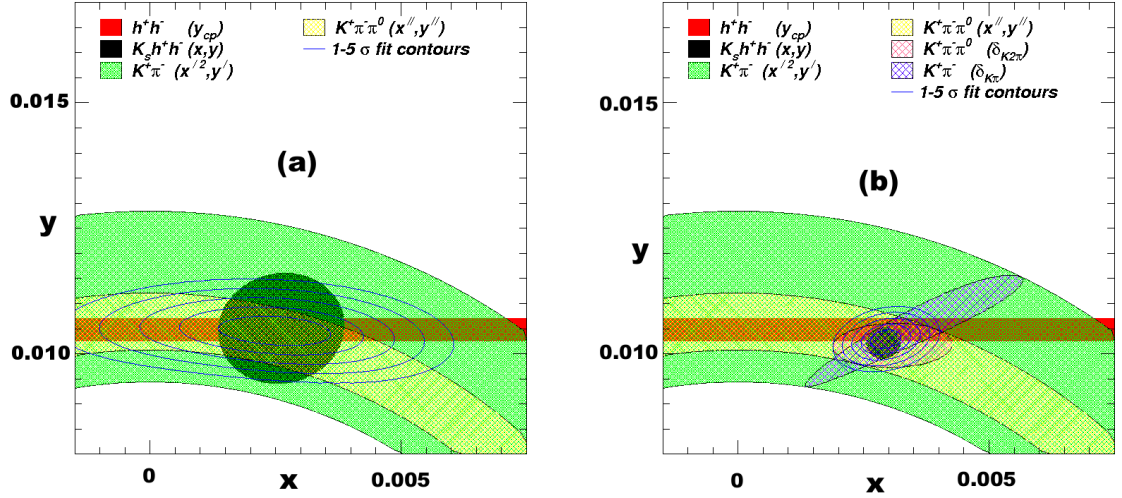 h⁺h⁻ (y_cp)
K_s h⁺h⁻ (x,y)
K⁺π⁻ (x′²,y′)
K⁺π⁻π⁰ (x″,y″)
1-5 σ fit contours
0.015
(a)
y
0.010
0
x
0.005
h⁺h⁻ (y_cp)
K_s h⁺h⁻ (x,y)
K⁺π⁻ (x′²,y′)
K⁺π⁻π⁰ (x″,y″)
K⁺π⁻π⁰ (δ_K2π)
K⁺π⁻ (δ_Kπ)
1-5 σ fit contours
0.015
(b)
y
0.010
0
x
0.005